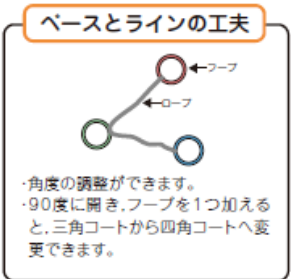 ベースとラインの工夫
←フープ
←ロープ
・角度の調整ができます。
・90度に開き、フープを1つ加える
と、三角コートから四角コートへ変
更できます。